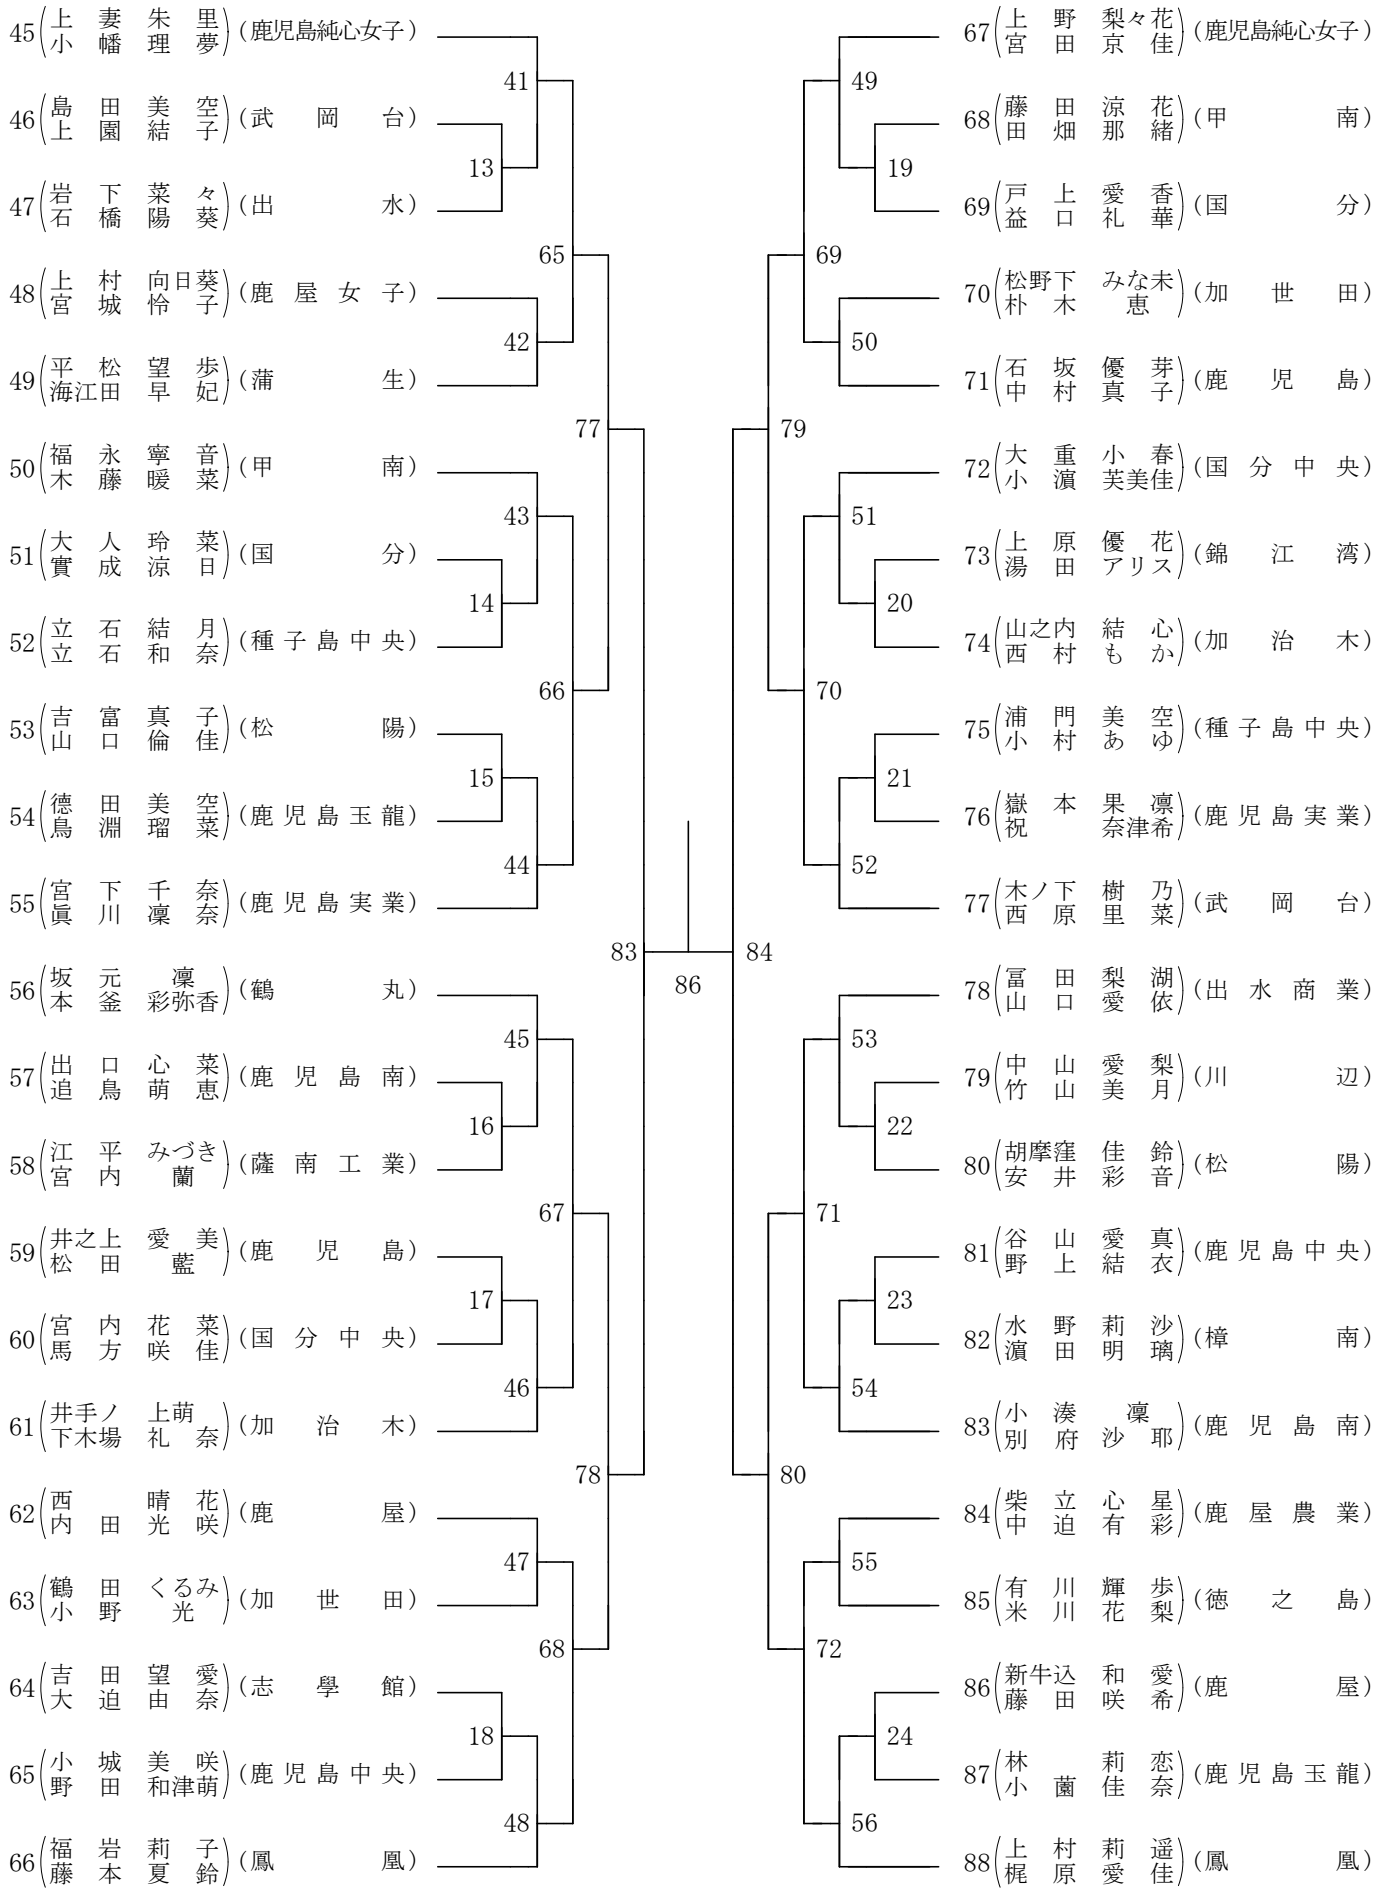 45 上妻朱里 小幡理夢 (鹿児島純心女子)
46 島田美空 上園結子 (武岡台)
47 岩下菜々 石橋陽葵 (出水)
48 上村向日葵 宮城怜子 (鹿屋女子)
49 平松望歩 海江田早妃 (蒲生)
50 福永寧音 木藤暖菜 (甲南)
51 大人玲菜 實成涼日 (国分)
52 立石結月 立石和奈 (種子島中央)
53 吉富真子 山口倫佳 (松陽)
54 德田美空 鳥淵瑠菜 (鹿児島玉龍)
55 宮下千奈 眞川凜奈 (鹿児島実業)
56 坂元凜 本釜彩弥香 (鶴丸)
57 出口心菜 追鳥萌恵 (鹿児島南)
58 江平みづき 宮内蘭 (薩南工業)
59 井之上愛美 松田藍 (鹿児島)
60 宮内花菜 馬方咲佳 (国分中央)
61 井手ノ上萌 下木場礼奈 (加治木)
62 西晴花 内田光咲 (鹿屋)
63 鶴田くるみ 小野光 (加世田)
64 吉田望愛 大迫由奈 (志學館)
65 小城美咲 野田和津萌 (鹿児島中央)
66 福岩莉子 藤本夏鈴 (鳳凰)
41
13
65
42
77
43
14
66
15
44
83
45
16
67
17
46
78
47
68
18
48
86
67 上野梨々花 宮田京佳 (鹿児島純心女子)
68 藤田涼花 田畑那緒 (甲南)
69 戸上愛香 益口礼華 (国分)
70 松野下みな未 朴木恵 (加世田)
71 石坂優芽 中村真子 (鹿児島)
72 大重小春 小濵芙美佳 (国分中央)
73 上原優花 湯田アリス (錦江湾)
74 山之内結心 西村もか (加治木)
75 浦門美空 小村あゆ (種子島中央)
76 嶽本果凛 祝奈津希 (鹿児島実業)
77 木ノ下樹乃 西原里菜 (武岡台)
78 冨田梨湖 山口愛依 (出水商業)
79 中山愛梨 竹山美月 (川辺)
80 胡摩窪佳鈴 安井彩音 (松陽)
81 谷山愛真 野上結衣 (鹿児島中央)
82 水野莉沙 濵田明璃 (樟南)
83 小湊凜 別府沙耶 (鹿児島南)
84 柴立心星 中迫有彩 (鹿屋農業)
85 有川輝歩 米川花梨 (徳之島)
86 新牛込和愛 藤田咲希 (鹿屋)
87 林莉恋 小薗佳奈 (鹿児島玉龍)
88 上村莉遥 梶原愛佳 (鳳凰)
49
19
69
50
79
51
20
70
21
52
84
53
22
71
23
54
80
55
72
24
56